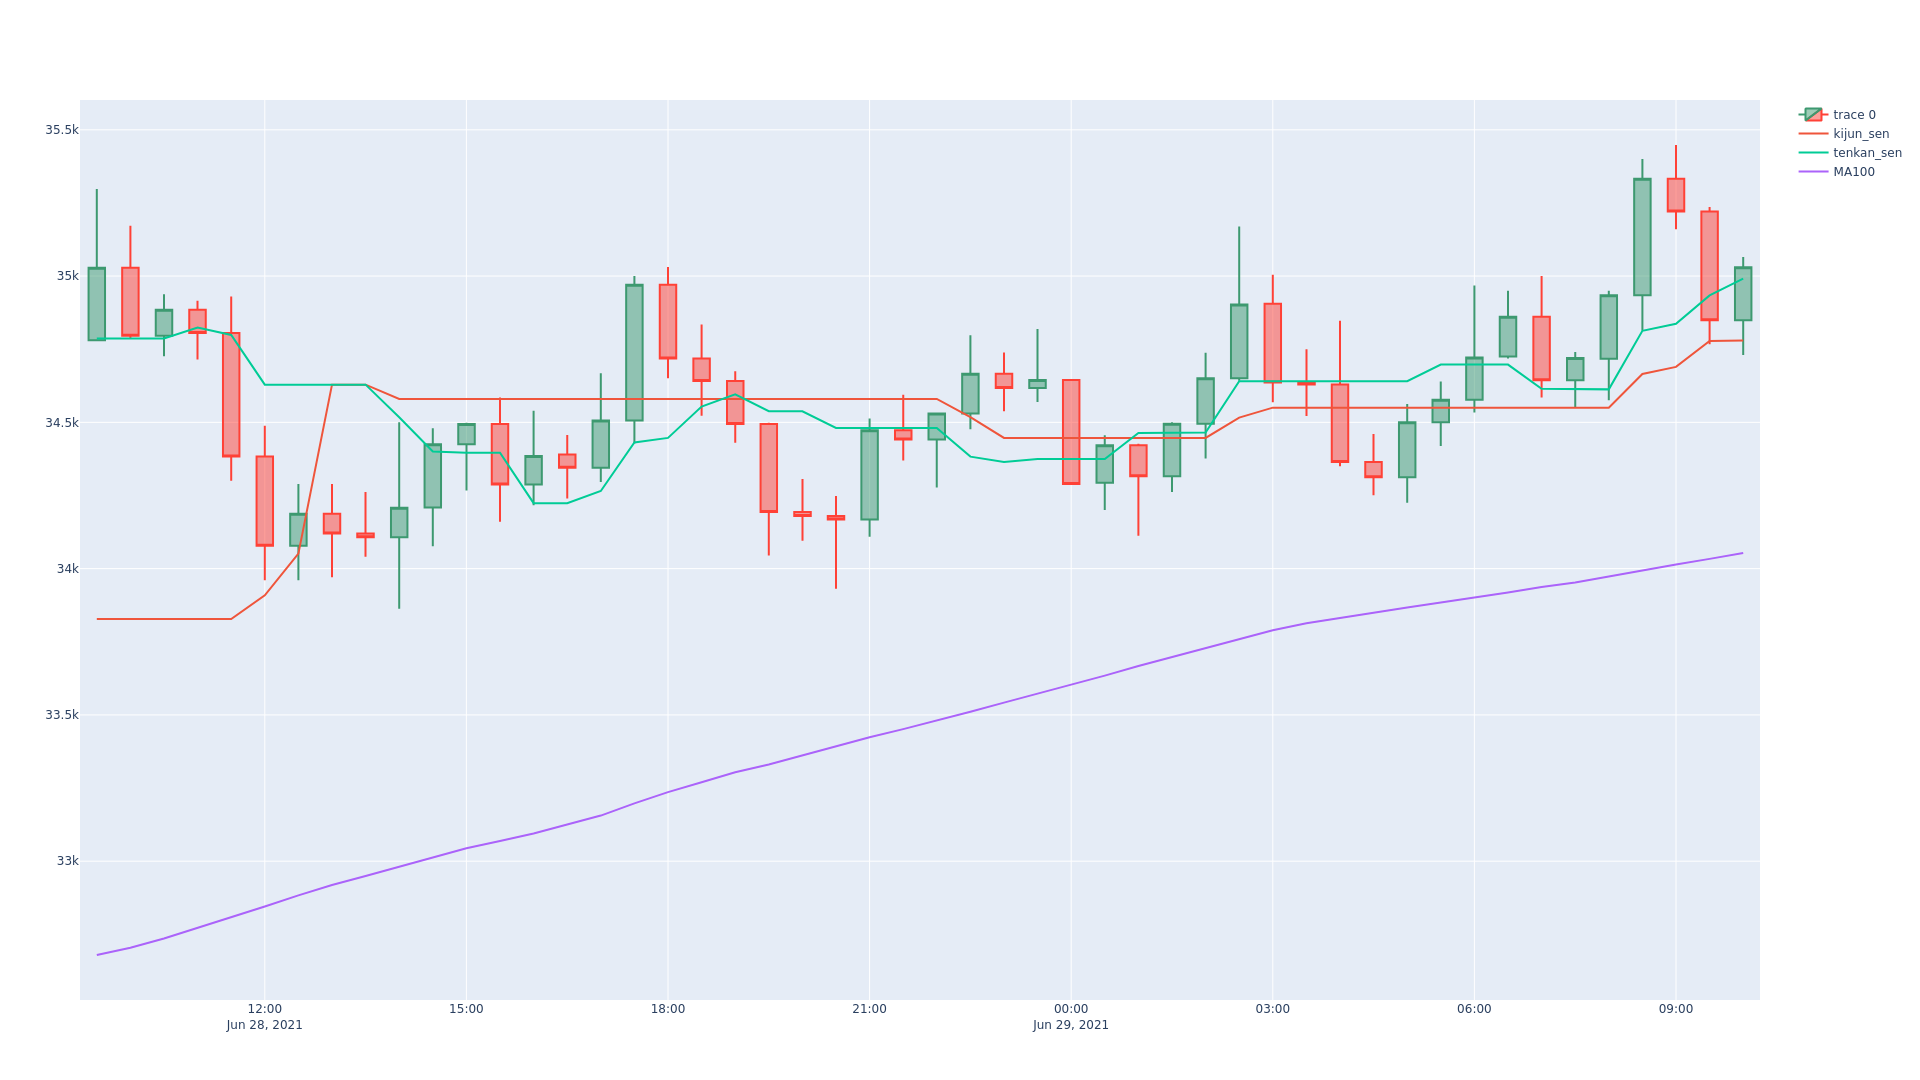 35.5k
35k
34.5k
34k
33.5k
33k
12:00
Jun 28, 2021
15:00
18:00
21:00
00:00
Jun 29, 2021
03:00
06:00
09:00
trace 0
kijun_sen
tenkan_sen
MA100